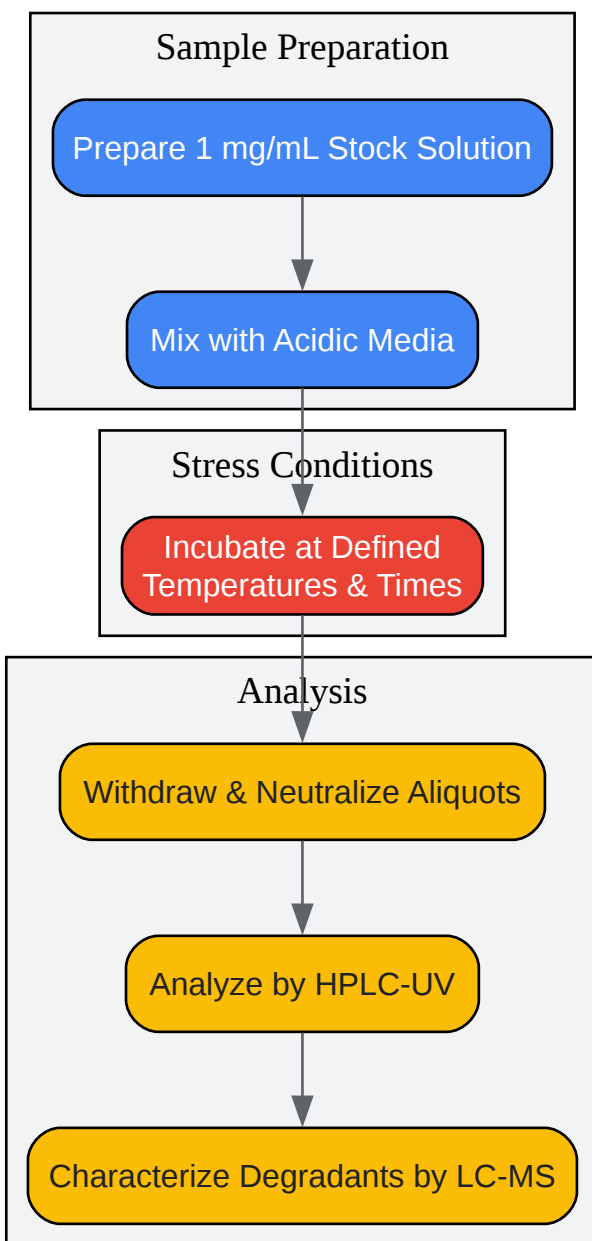 Sample Preparation
Prepare 1 mg/mL Stock Solution
Mix with Acidic Media
Stress Conditions
Incubate at Defined
Temperatures & Times
Analysis
Withdraw & Neutralize Aliquots
Analyze by HPLC-UV
Characterize Degradants by LC-MS